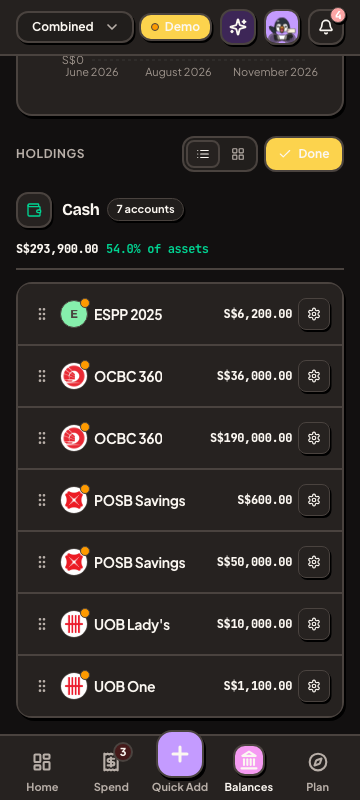 Combined
Demo
4
S$0
June 2026 August 2026 November 2026
HOLDINGS
Done
Cash 7 accounts
S$293,900.00 54.0% of assets
E ESPP 2025 S$6,200.00
OCBC 360 S$36,000.00
OCBC 360 S$190,000.00
POSB Savings S$600.00
POSB Savings S$50,000.00
UOB Lady's S$10,000.00
UOB One S$1,100.00
3
Home Spend Quick Add Balances Plan